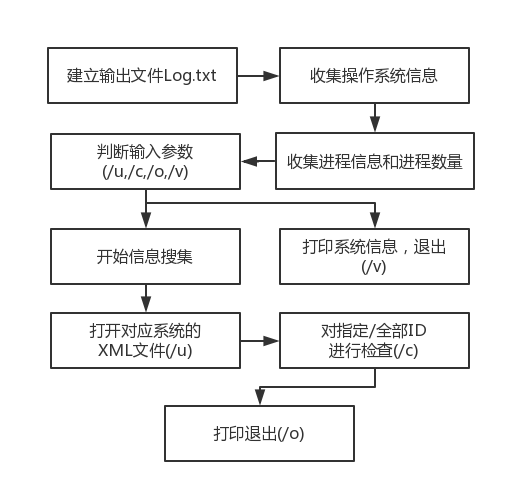 建立输出文件Log.txt
收集操作系统信息
收集进程信息和进程数量
判断输入参数
(/u,/c,/o,/v)
开始信息搜集
打印系统信息，退出
(/v)
打开对应系统的
XML文件(/u)
对指定/全部ID
进行检查(/c)
打印退出(/o)